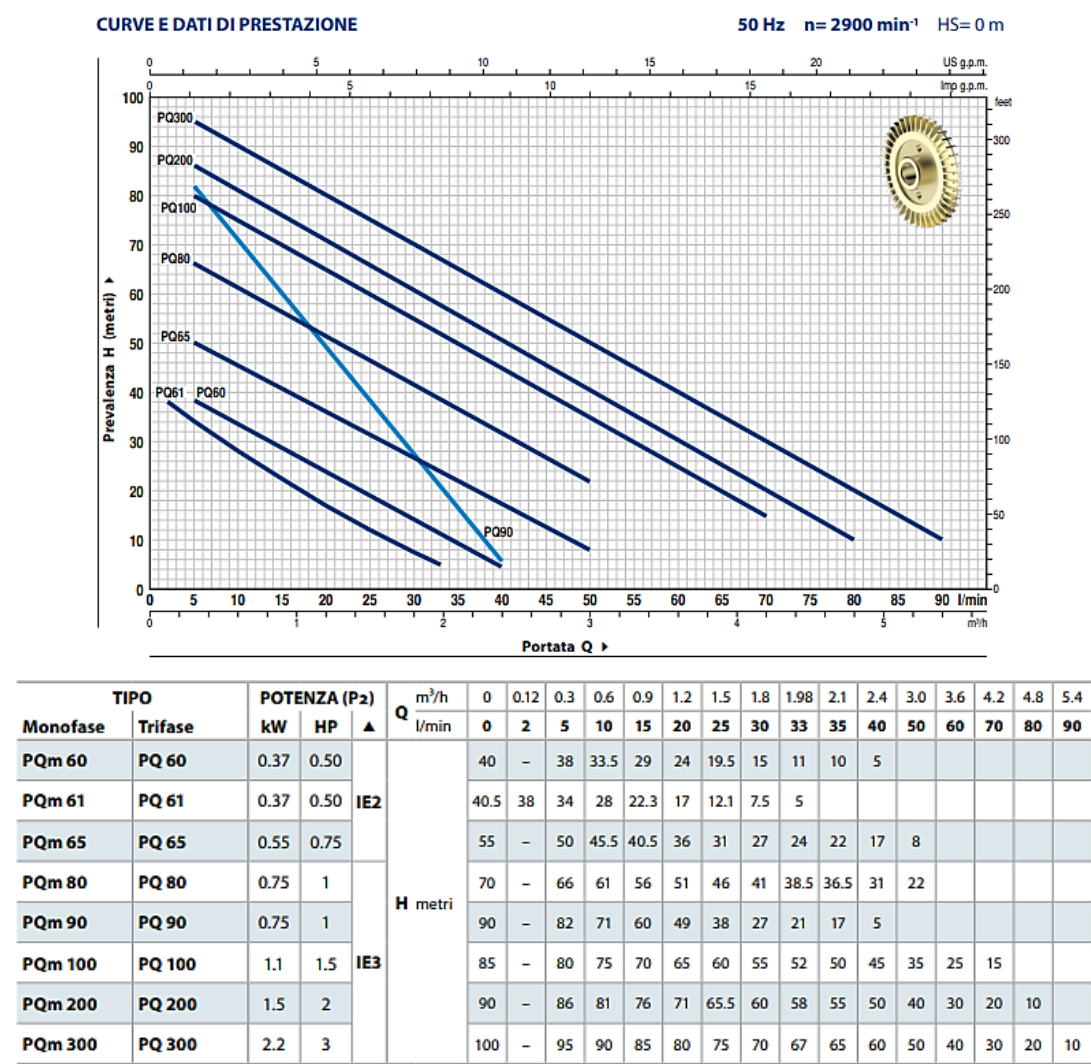 CURVE E DATI DI PRESTAZIONE 50 Hz n= 2900 min⁻¹ HS= 0 m
0 5 10 15 20 US g.p.m.
0 5 10 15 Imp g.p.m.
feet
100 90 80 70 60 50 40 30 20 10 0
300 250 200 150 100 50 0
Prevalenza H (metri) ▶
PQ300
PQ200
PQ100
PQ80
PQ65
PQ61 PQ60
PQ90
0 5 10 15 20 25 30 35 40 45 50 55 60 65 70 75 80 85 90 l/min
0 1 2 3 4 5 m³/h
Portata Q ▶
TIPO POTENZA (P2) Q m³/h 0 0.12 0.3 0.6 0.9 1.2 1.5 1.8 1.98 2.1 2.4 3.0 3.6 4.2 4.8 5.4
Monofase Trifase kW HP ▲ l/min 0 2 5 10 15 20 25 30 33 35 40 50 60 70 80 90
PQm 60 PQ 60 0.37 0.50 40 – 38 33.5 29 24 19.5 15 11 10 5
PQm 61 PQ 61 0.37 0.50 IE2 40.5 38 34 28 22.3 17 12.1 7.5 5
PQm 65 PQ 65 0.55 0.75 55 – 50 45.5 40.5 36 31 27 24 22 17 8
PQm 80 PQ 80 0.75 1 70 – 66 61 56 51 46 41 38.5 36.5 31 22
H metri
PQm 90 PQ 90 0.75 1 90 – 82 71 60 49 38 27 21 17 5
PQm 100 PQ 100 1.1 1.5 IE3 85 – 80 75 70 65 60 55 52 50 45 35 25 15
PQm 200 PQ 200 1.5 2 90 – 86 81 76 71 65.5 60 58 55 50 40 30 20 10
PQm 300 PQ 300 2.2 3 100 – 95 90 85 80 75 70 67 65 60 50 40 30 20 10